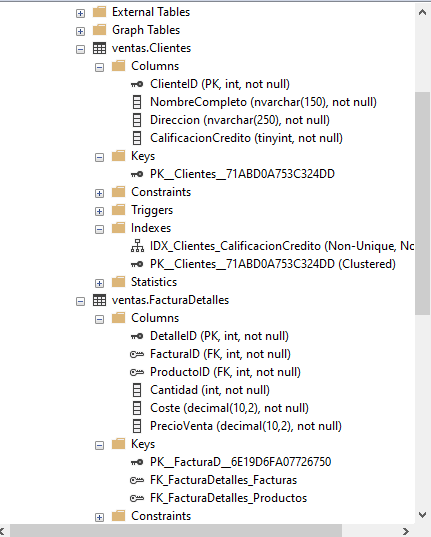 External Tables
Graph Tables
ventas.Clientes
Columns
ClienteID (PK, int, not null)
NombreCompleto (nvarchar(150), not null)
Direccion (nvarchar(250), not null)
CalificacionCredito (tinyint, not null)
Keys
PK__Clientes__71ABD0A753C324DD
Constraints
Triggers
Indexes
IDX_Clientes_CalificacionCredito (Non-Unique, No
PK__Clientes__71ABD0A753C324DD (Clustered)
Statistics
ventas.FacturaDetalles
Columns
DetalleID (PK, int, not null)
FacturaID (FK, int, not null)
ProductoID (FK, int, not null)
Cantidad (int, not null)
Coste (decimal(10,2), not null)
PrecioVenta (decimal(10,2), not null)
Keys
PK__FacturaD__6E19D6FA07726750
FK_FacturaDetalles_Facturas
FK_FacturaDetalles_Productos
Constraints